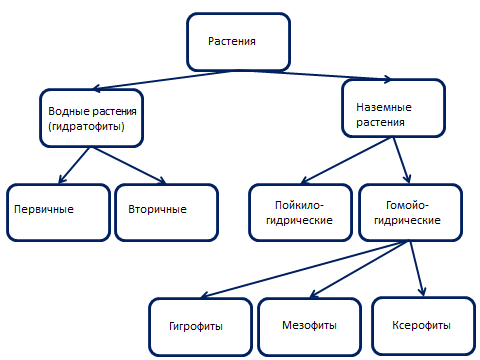 Растения
Водные растения
(гидратофиты)
Наземные
растения
Первичные
Вторичные
Пойкило-
гидрические
Гомойо-
гидрические
Гигрофиты
Мезофиты
Ксерофиты